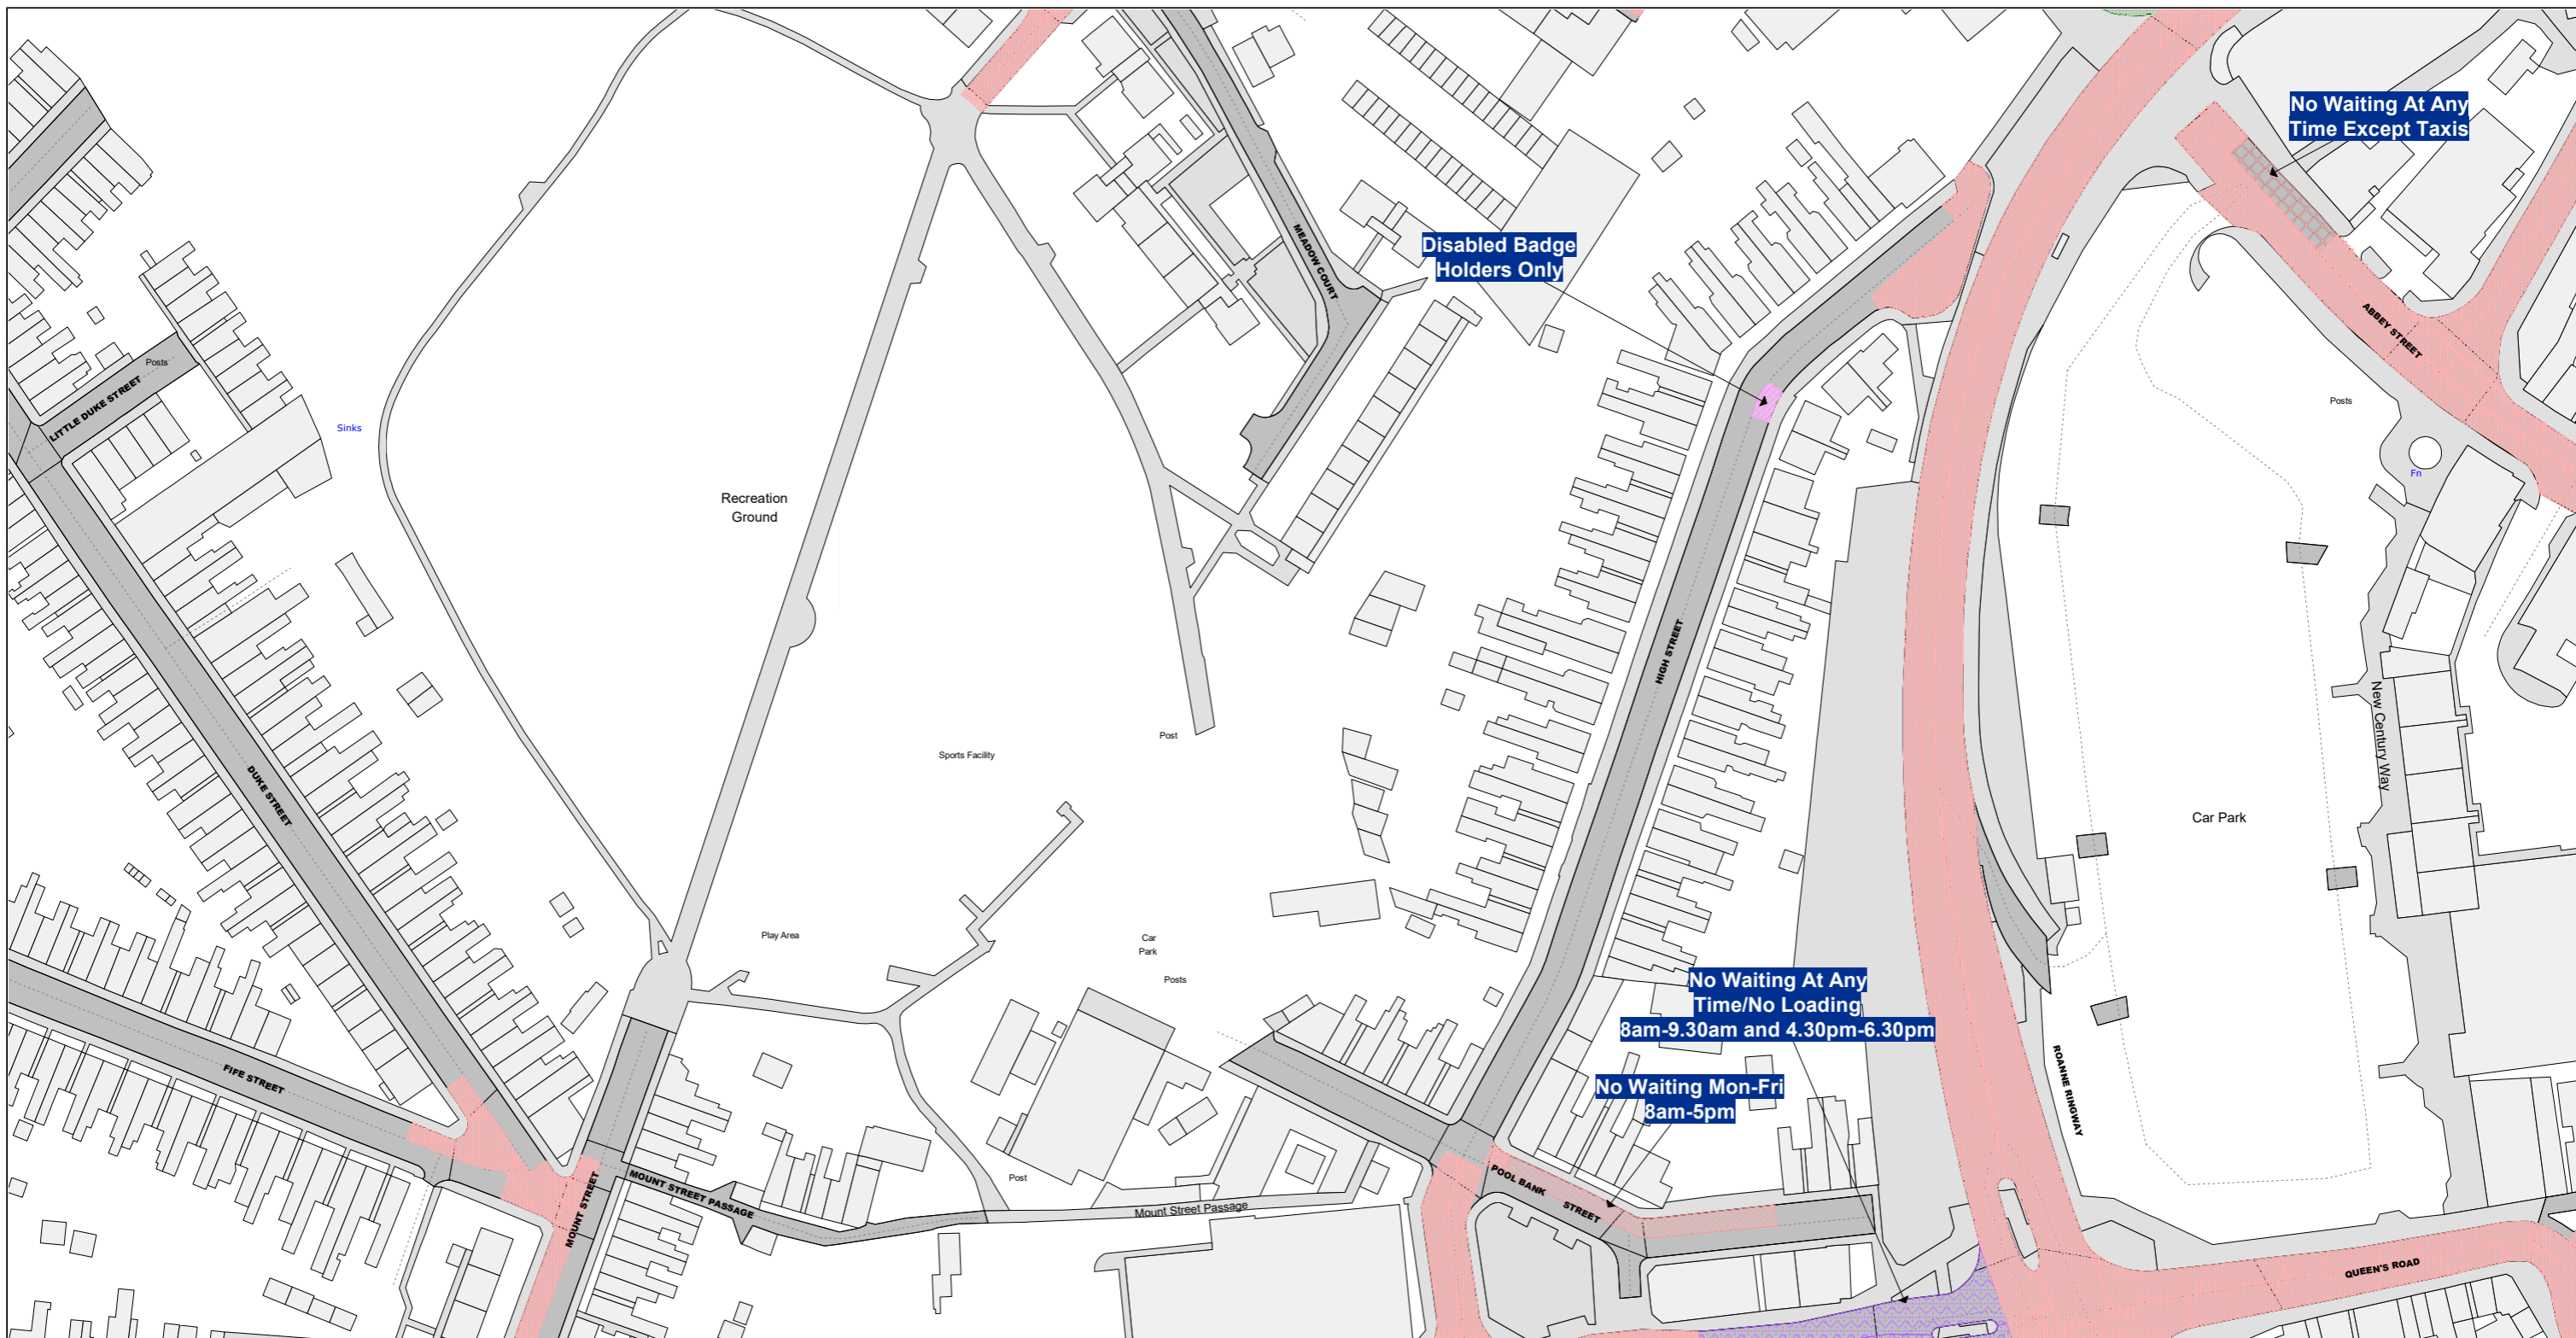 No Waiting At Any
Time Except Taxis
MEADOW COURT
Disabled Badge
Holders Only
ABBEY STREET
Posts
LITTLE DUKE STREET
Posts
Sinks
Fn
Recreation
Ground
HIGH STREET
New Century Way
Post
Sports Facility
DUKE STREET
Car Park
Play Area
Car
Park
Posts
No Waiting At Any
Time/No Loading
8am-9.30am and 4.30pm-6.30pm
FIFE STREET
No Waiting Mon-Fri
8am-5pm
ROANNE RINGWAY
Post
MOUNT STREET PASSAGE
Mount Street Passage
POOL BANK STREET
MOUNT STREET
QUEEN'S ROAD